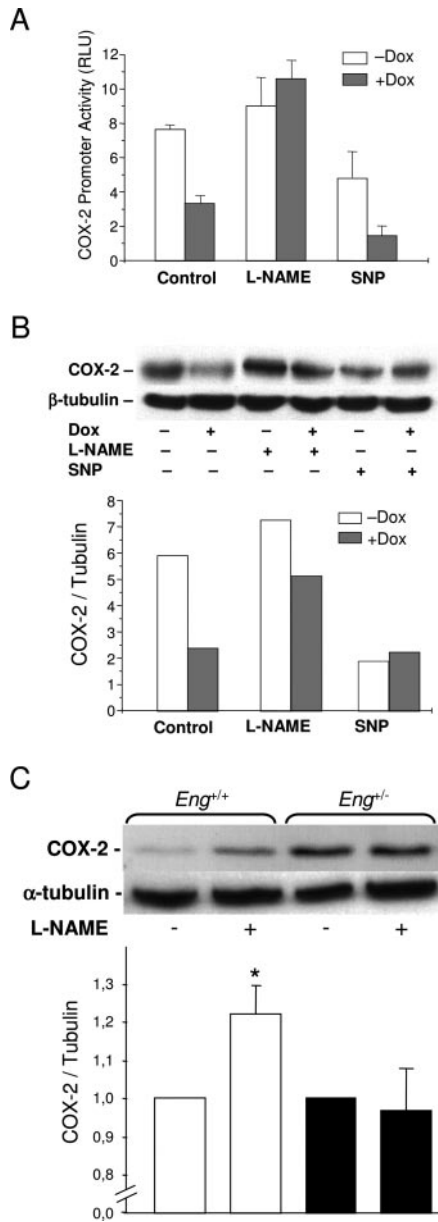 A
COX-2 Promoter Activity (RLU)
12
10
8
6
4
2
0
–Dox
+Dox
Control L-NAME SNP
B
COX-2 –
β-tubulin –
Dox – + – + – +
L-NAME – – + + – –
SNP – – – – + +
COX-2 / Tubulin
8
7
6
5
4
3
2
1
0
–Dox
+Dox
Control L-NAME SNP
C
Eng+/+ Eng+/-
COX-2 -
α-tubulin -
L-NAME - + - +
COX-2 / Tubulin
1,3
1,2
1,1
1,0
0,9
0,8
0,0
*